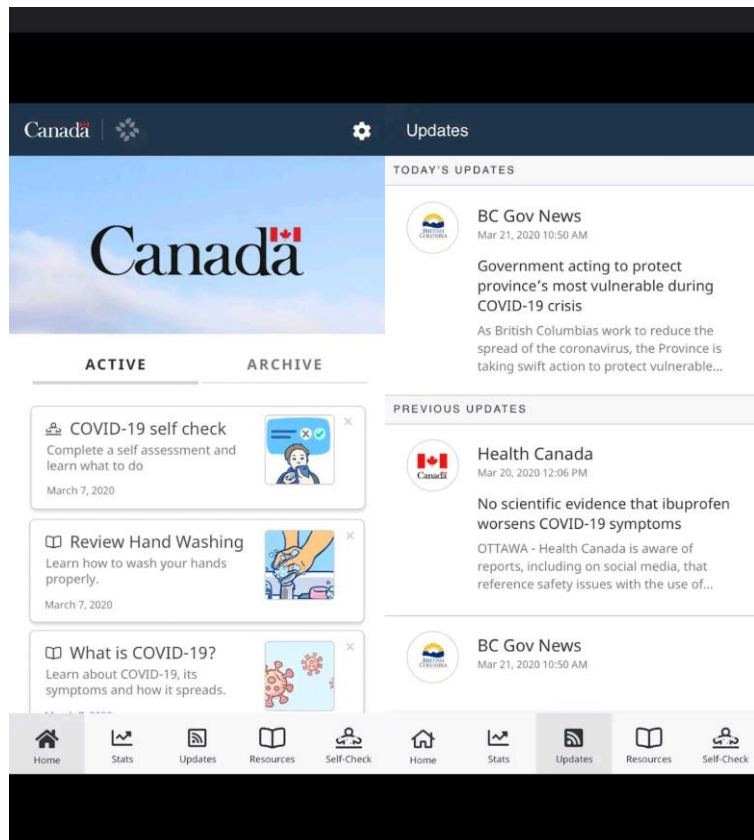 Canada
Canada
ACTIVE
ARCHIVE
COVID-19 self check
Complete a self assessment and
learn what to do
March 7, 2020
Review Hand Washing
Learn how to wash your hands
properly.
March 7, 2020
What is COVID-19?
Learn about COVID-19, its
symptoms and how it spreads.
Home
Stats
Updates
Resources
Self-Check
Updates
TODAY'S UPDATES
BRITISH
COLUMBIA
BC Gov News
Mar 21, 2020 10:50 AM
Government acting to protect
province's most vulnerable during
COVID-19 crisis
As British Columbias work to reduce the
spread of the coronavirus, the Province is
taking swift action to protect vulnerable...
PREVIOUS UPDATES
Canada
Health Canada
Mar 20, 2020 12:06 PM
No scientific evidence that ibuprofen
worsens COVID-19 symptoms
OTTAWA - Health Canada is aware of
reports, including on social media, that
reference safety issues with the use of...
BRITISH
COLUMBIA
BC Gov News
Mar 21, 2020 10:50 AM
Home
Stats
Updates
Resources
Self-Check